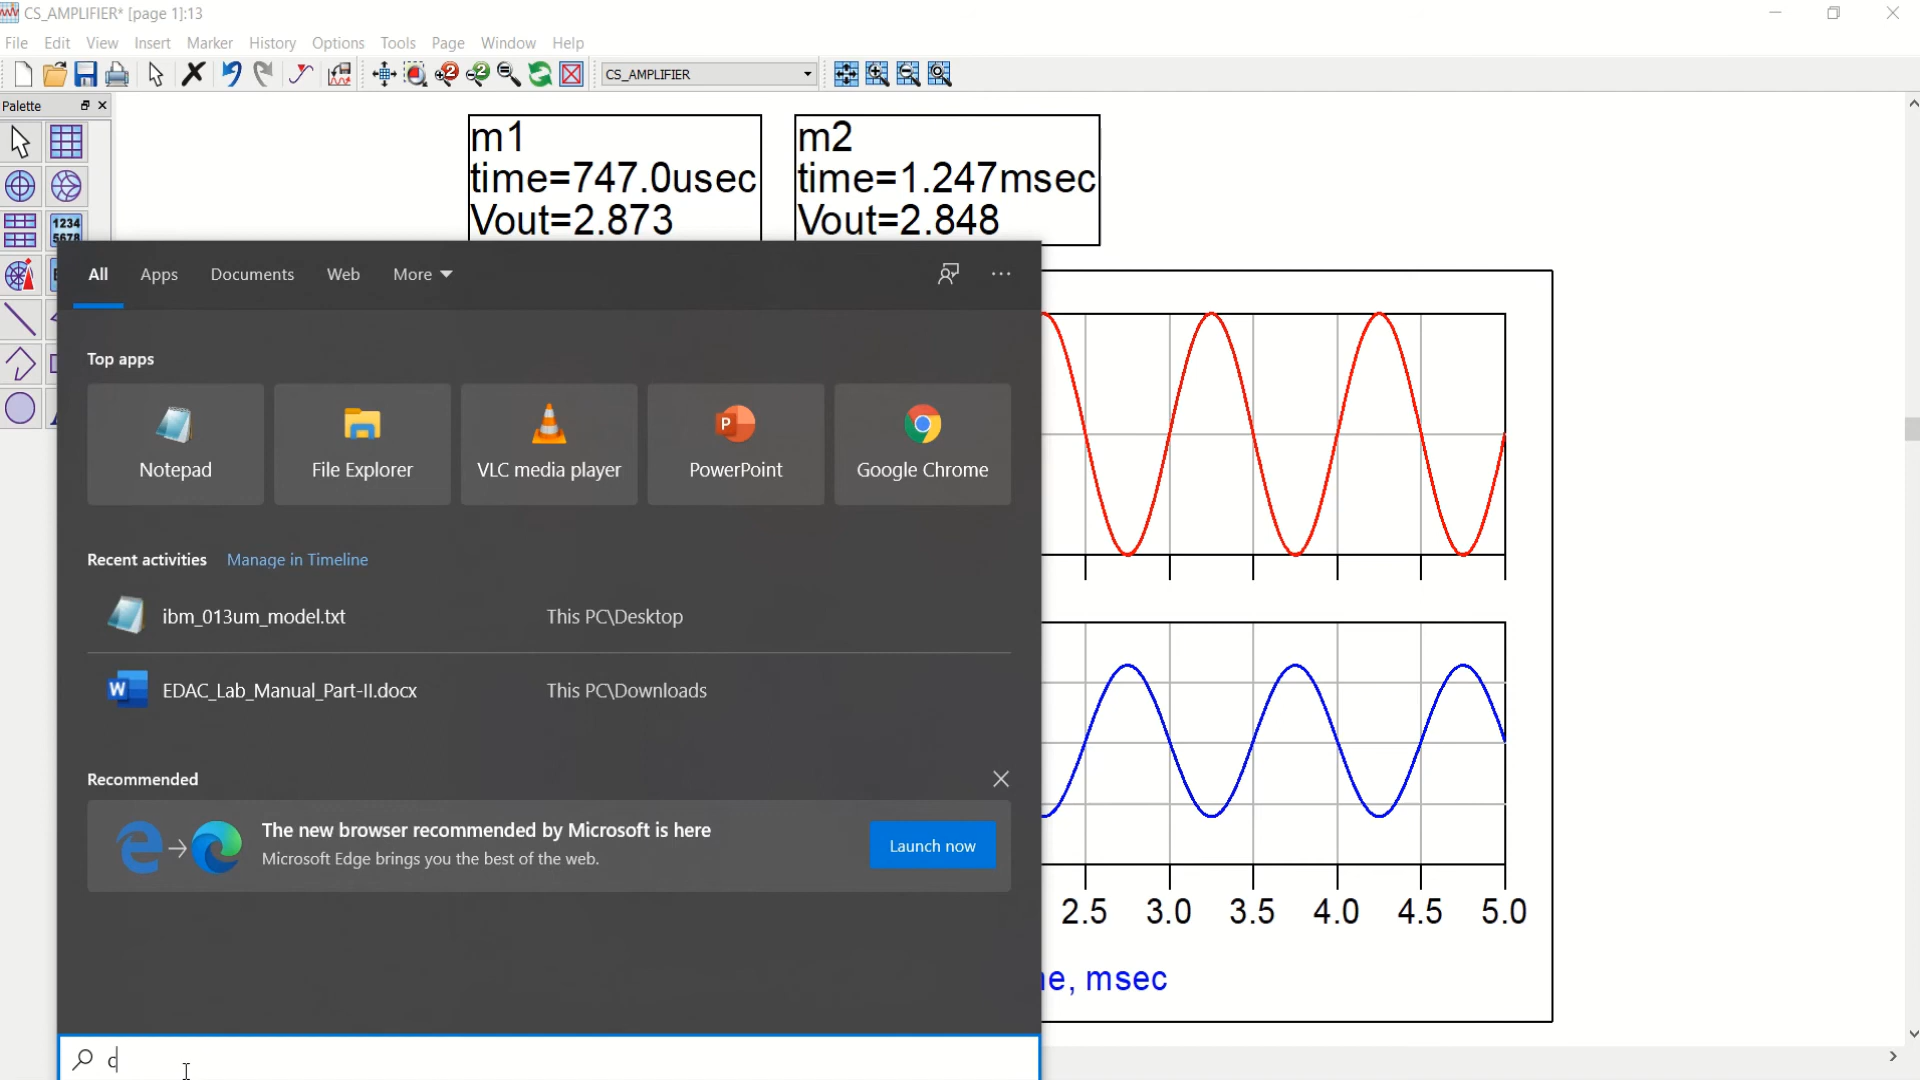 CS_AMPLIFIER* [page 1]:13
File Edit View Insert Marker History Options Tools Page Window Help
CS_AMPLIFIER
Palette
1234
5678
m1
time=747.0usec
Vout=2.873
m2
time=1.247msec
Vout=2.848
All Apps Documents Web More
Top apps
Notepad File Explorer VLC media player PowerPoint Google Chrome
Recent activities Manage in Timeline
ibm_013um_model.txt This PC\Desktop
W EDAC_Lab_Manual_Part-II.docx This PC\Downloads
Recommended
The new browser recommended by Microsoft is here
Microsoft Edge brings you the best of the web.
Launch now
2.5 3.0 3.5 4.0 4.5 5.0
, msec
c